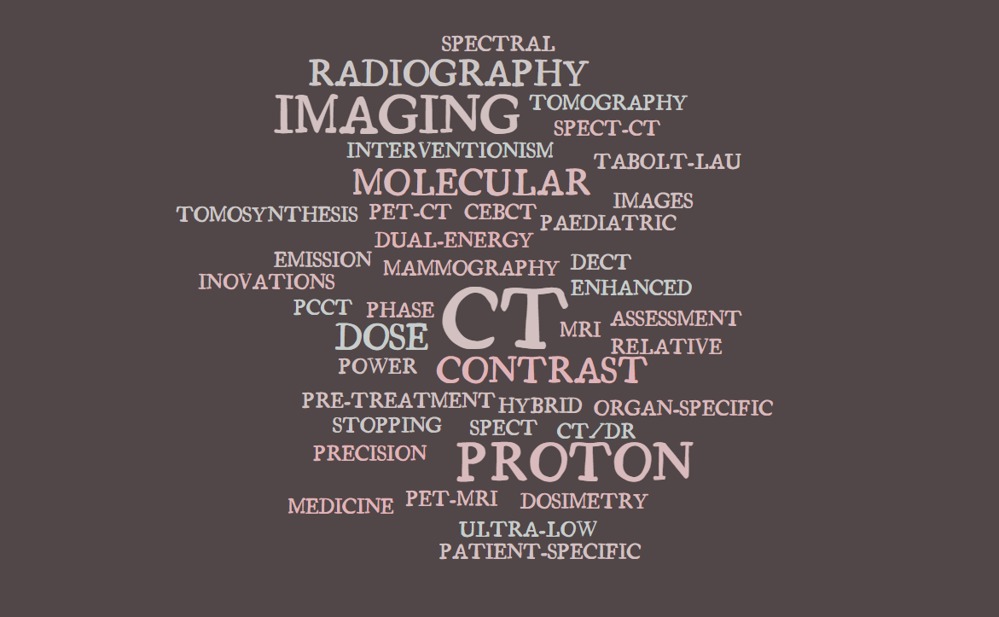 SPECTRAL
RADIOGRAPHY
IMAGING TOMOGRAPHY
SPECT-CT
INTERVENTIONISM
TABOLT-LAU
MOLECULAR
IMAGES
TOMOSYNTHESIS PET-CT CEBCT
PAEDIATRIC
DUAL-ENERGY
EMISSION
MAMMOGRAPHY DECT
INOVATIONS
ENHANCED
PCCT PHASE CT
ASSESSMENT
MRI
DOSE
RELATIVE
POWER CONTRAST
PRE-TREATMENT HYBRID ORGAN-SPECIFIC
STOPPING SPECT CT/DR
PRECISION PROTON
MEDICINE PET-MRI DOSIMETRY
ULTRA-LOW
PATIENT-SPECIFIC